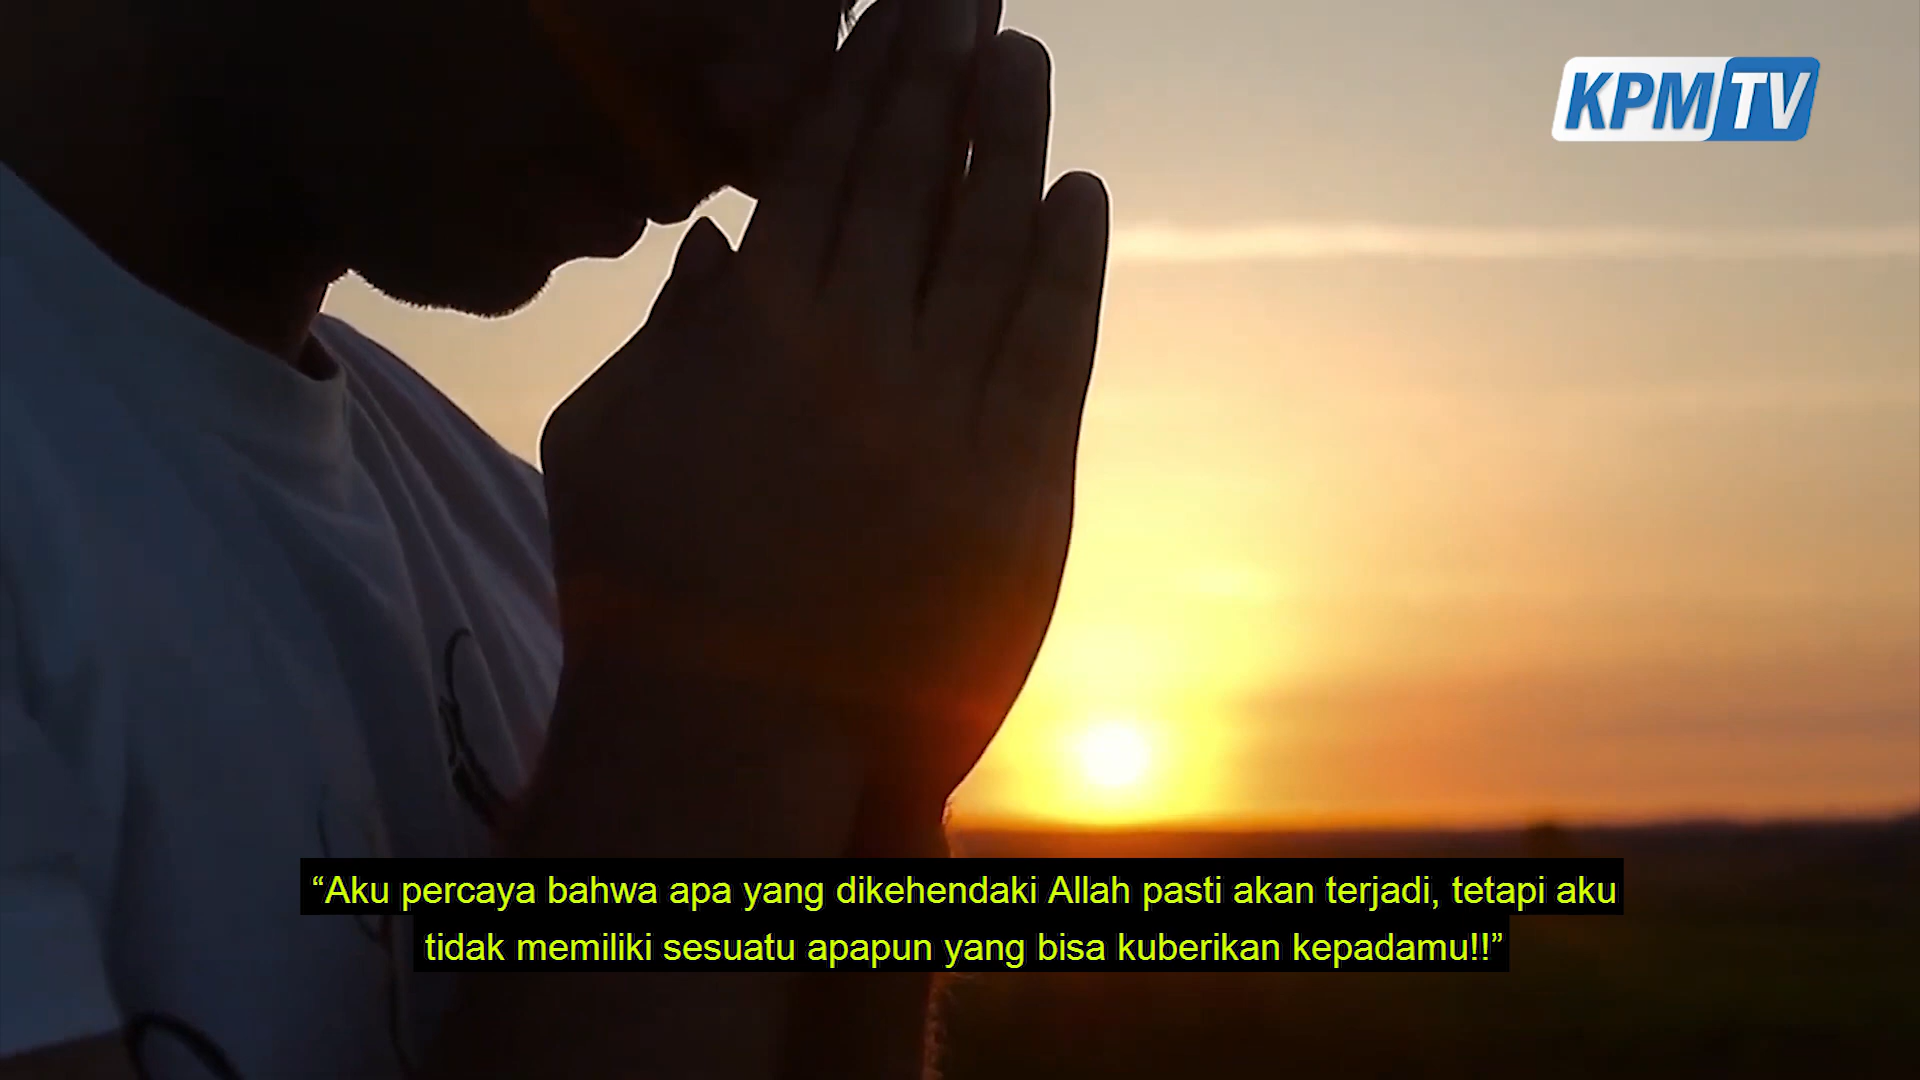 KPMTV
“Aku percaya bahwa apa yang dikehendaki Allah pasti akan terjadi, tetapi aku
tidak memiliki sesuatu apapun yang bisa kuberikan kepadamu!!”